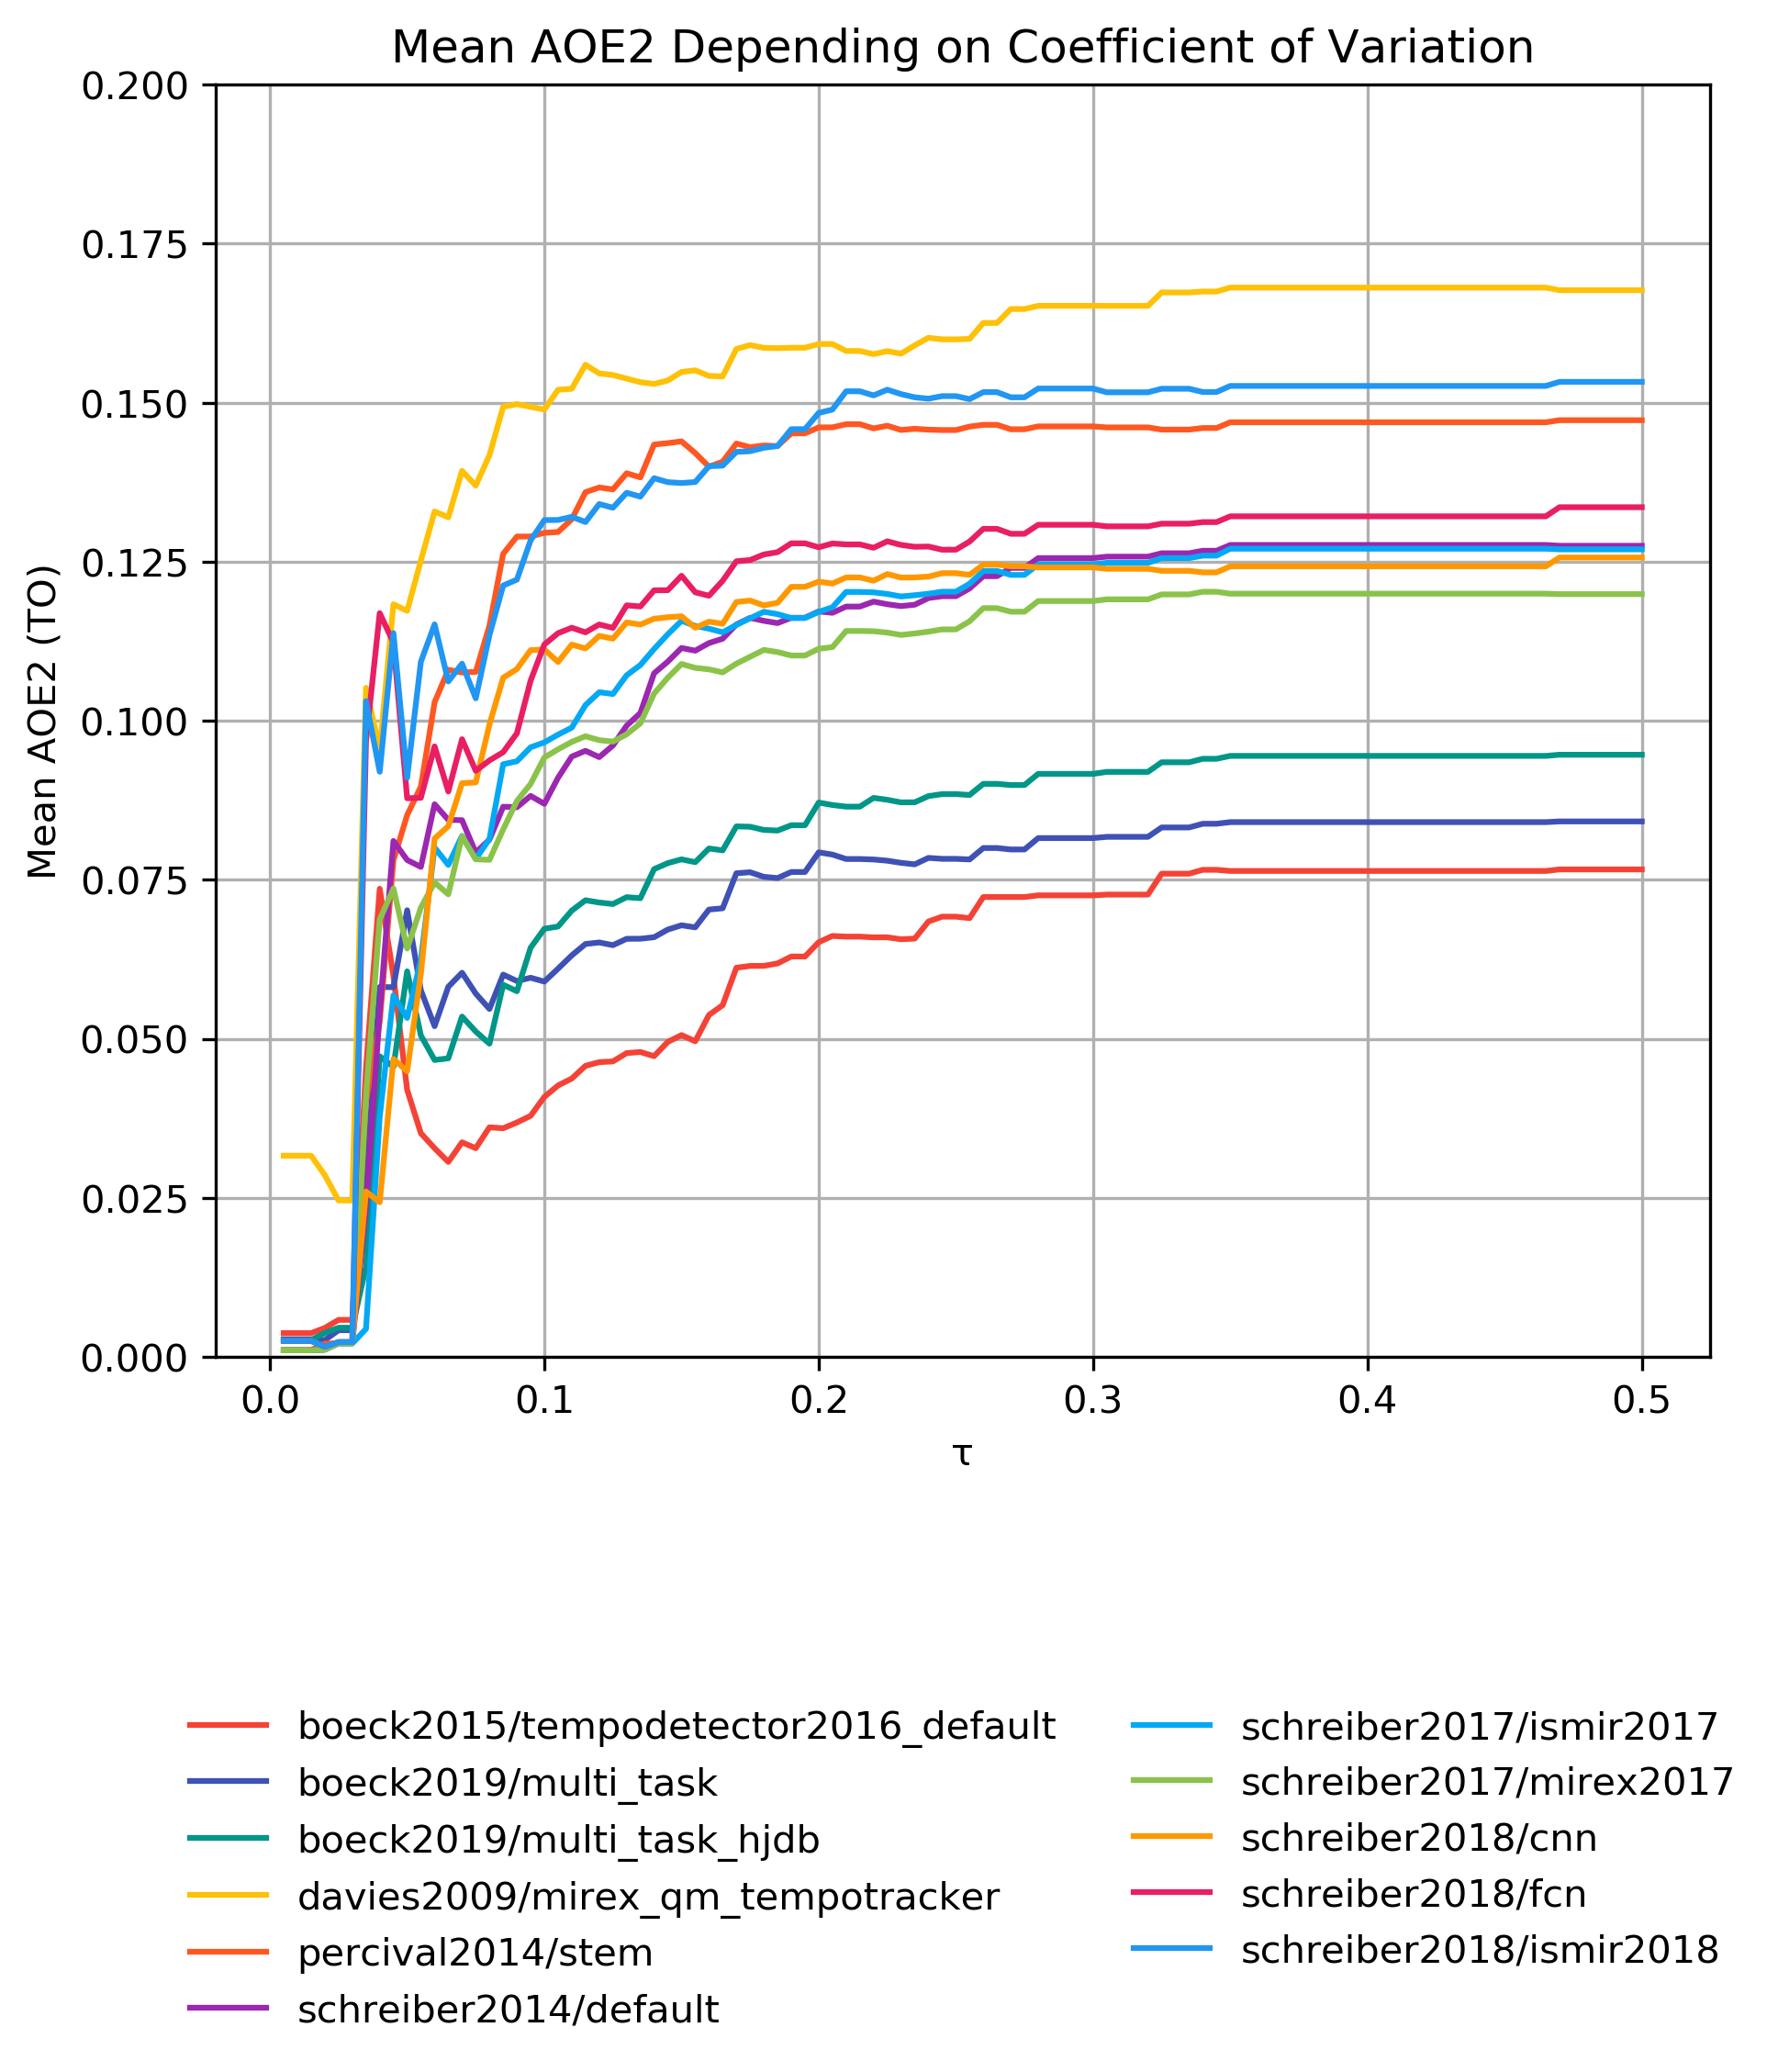 Mean AOE2 Depending on Coefficient of Variation
0.200
0.175
0.150
0.125
0.100
0.075
0.050
0.025
0.000
Mean AOE2 (TO)
0.0 0.1 0.2 0.3 0.4 0.5
τ
boeck2015/tempodetector2016_default
boeck2019/multi_task
boeck2019/multi_task_hjdb
davies2009/mirex_qm_tempotracker
percival2014/stem
schreiber2014/default
schreiber2017/ismir2017
schreiber2017/mirex2017
schreiber2018/cnn
schreiber2018/fcn
schreiber2018/ismir2018